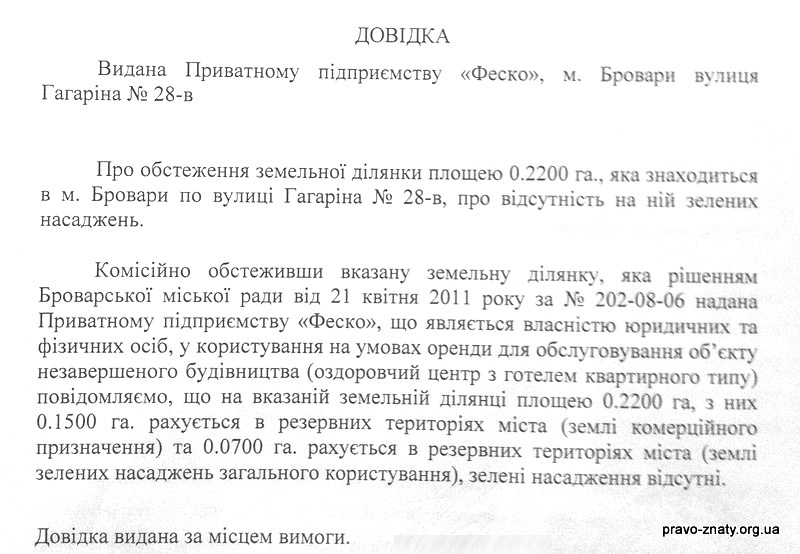 ДОВІДКА
Видана Приватному підприємству «Феско», м. Бровари вулиця
Гагаріна № 28-в
Про обстеження земельної ділянки площею 0.2200 га., яка знаходиться
в м. Бровари по вулиці Гагаріна № 28-в, про відсутність на ній зелених
насаджень.
Комісійно обстеживши вказану земельну ділянку, яка рішенням
Броварської міської ради від 21 квітня 2011 року за № 202-08-06 надана
Приватному підприємству «Феско», що являється власністю юридичних та
фізичних осіб, у користування на умовах оренди для обслуговування об’єкту
незавершеного будівництва (оздоровчий центр з готелем квартирного типу)
повідомляємо, що на вказаній земельній ділянці площею 0.2200 га, з них
0.1500 га. рахується в резервних територіях міста (землі комерційного
призначення) та 0.0700 га. рахується в резервних територіях міста (землі
зелених насаджень загального користування), зелені насадження відсутні.
Довідка видана за місцем вимоги.
pravo-znaty.org.ua